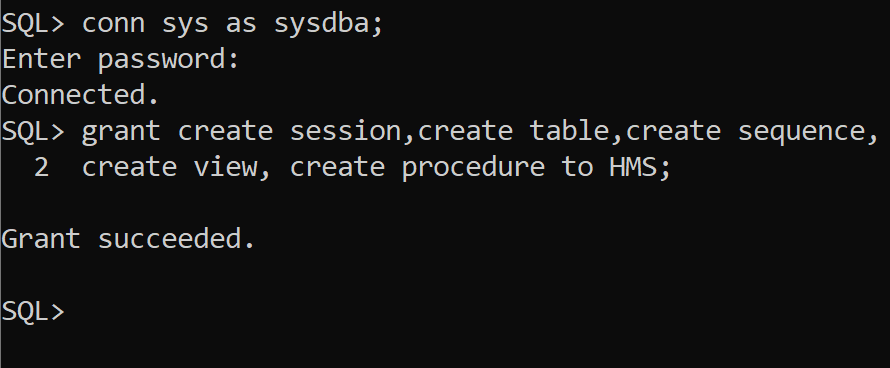 SQL> conn sys as sysdba;
Enter password:
Connected.
SQL> grant create session,create table,create sequence,
  2  create view, create procedure to HMS;
Grant succeeded.
SQL>